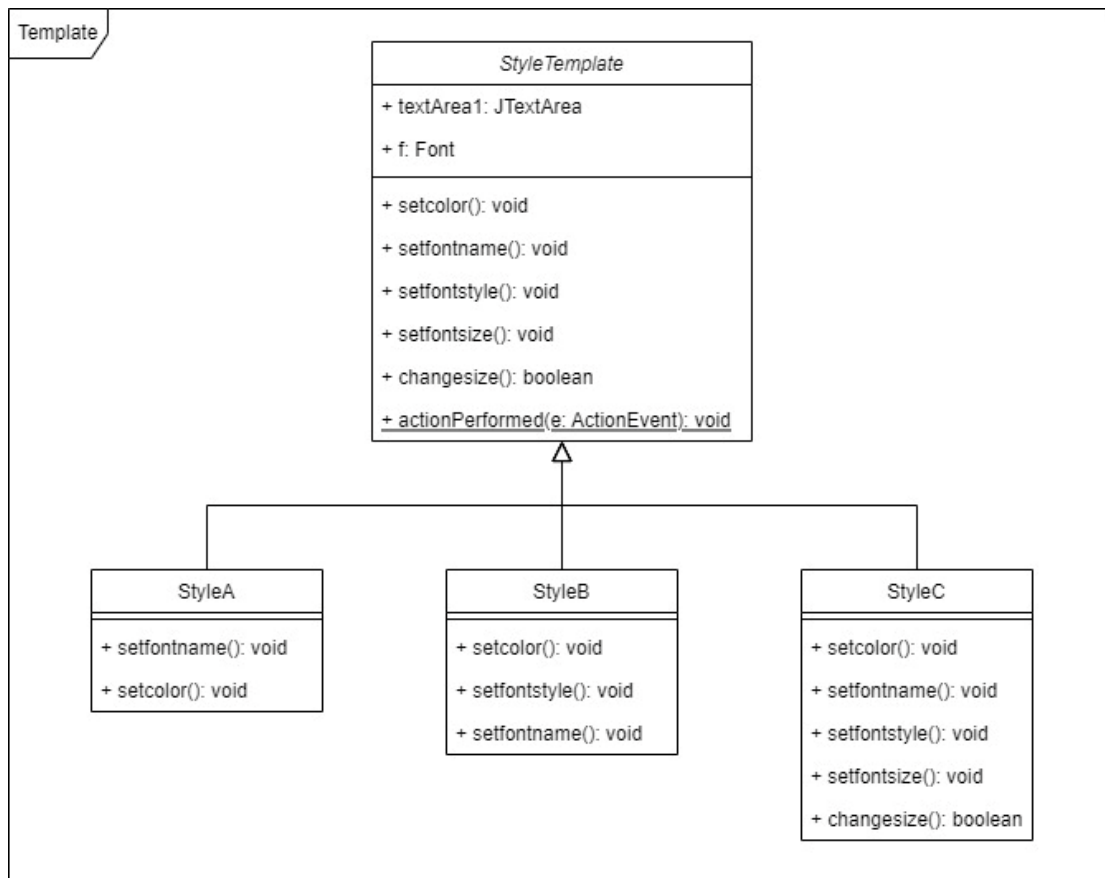 Template
StyleTemplate
+ textArea1: JTextArea
+ f: Font
+ setcolor(): void
+ setfontname(): void
+ setfontstyle(): void
+ setfontsize(): void
+ changesize(): boolean
+ actionPerformed(e: ActionEvent): void
StyleA
+ setfontname(): void
+ setcolor(): void
StyleB
+ setcolor(): void
+ setfontstyle(): void
+ setfontname(): void
StyleC
+ setcolor(): void
+ setfontname(): void
+ setfontstyle(): void
+ setfontsize(): void
+ changesize(): boolean